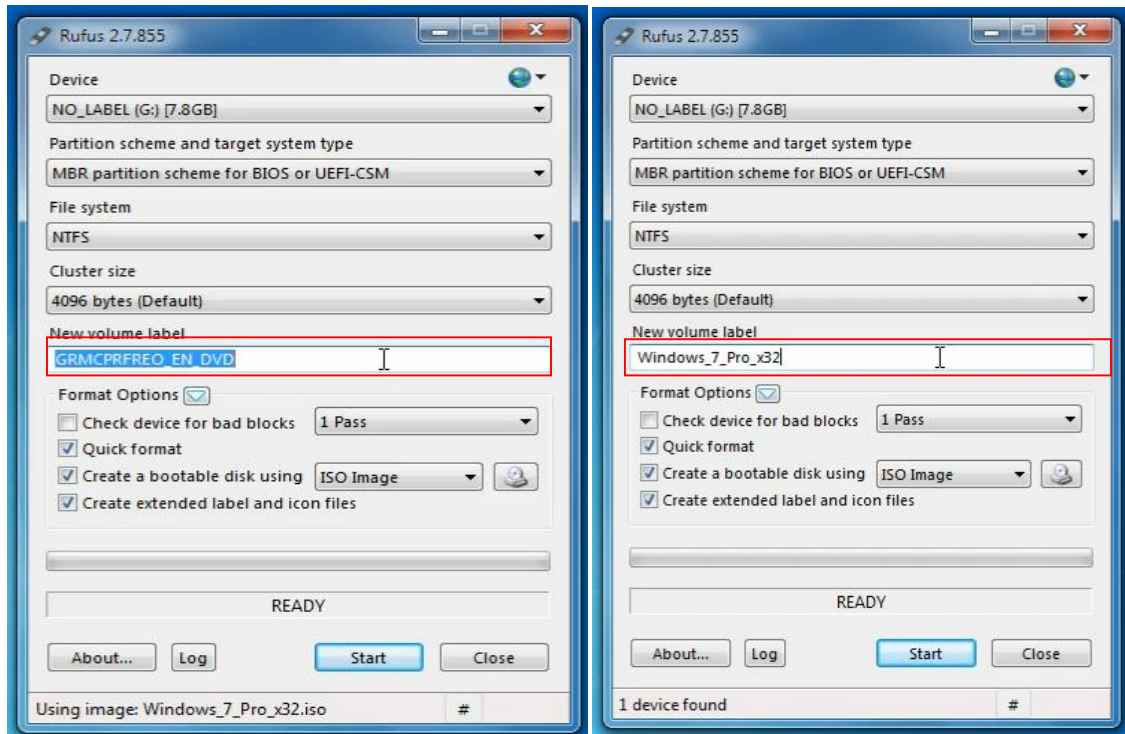 Rufus 2.7.855
Device
NO_LABEL (G:) [7.8GB]
Partition scheme and target system type
MBR partition scheme for BIOS or UEFI-CSM
File system
NTFS
Cluster size
4096 bytes (Default)
New volume label
GRMCPRFREO_EN_DVD
Format Options
Check device for bad blocks 1 Pass
Quick format
Create a bootable disk using ISO Image
Create extended label and icon files
READY
About... Log Start Close
Using image: Windows_7_Pro_x32.iso #
Rufus 2.7.855
Device
NO_LABEL (G:) [7.8GB]
Partition scheme and target system type
MBR partition scheme for BIOS or UEFI-CSM
File system
NTFS
Cluster size
4096 bytes (Default)
New volume label
Windows_7_Pro_x32
Format Options
Check device for bad blocks 1 Pass
Quick format
Create a bootable disk using ISO Image
Create extended label and icon files
READY
About... Log Start Close
1 device found #